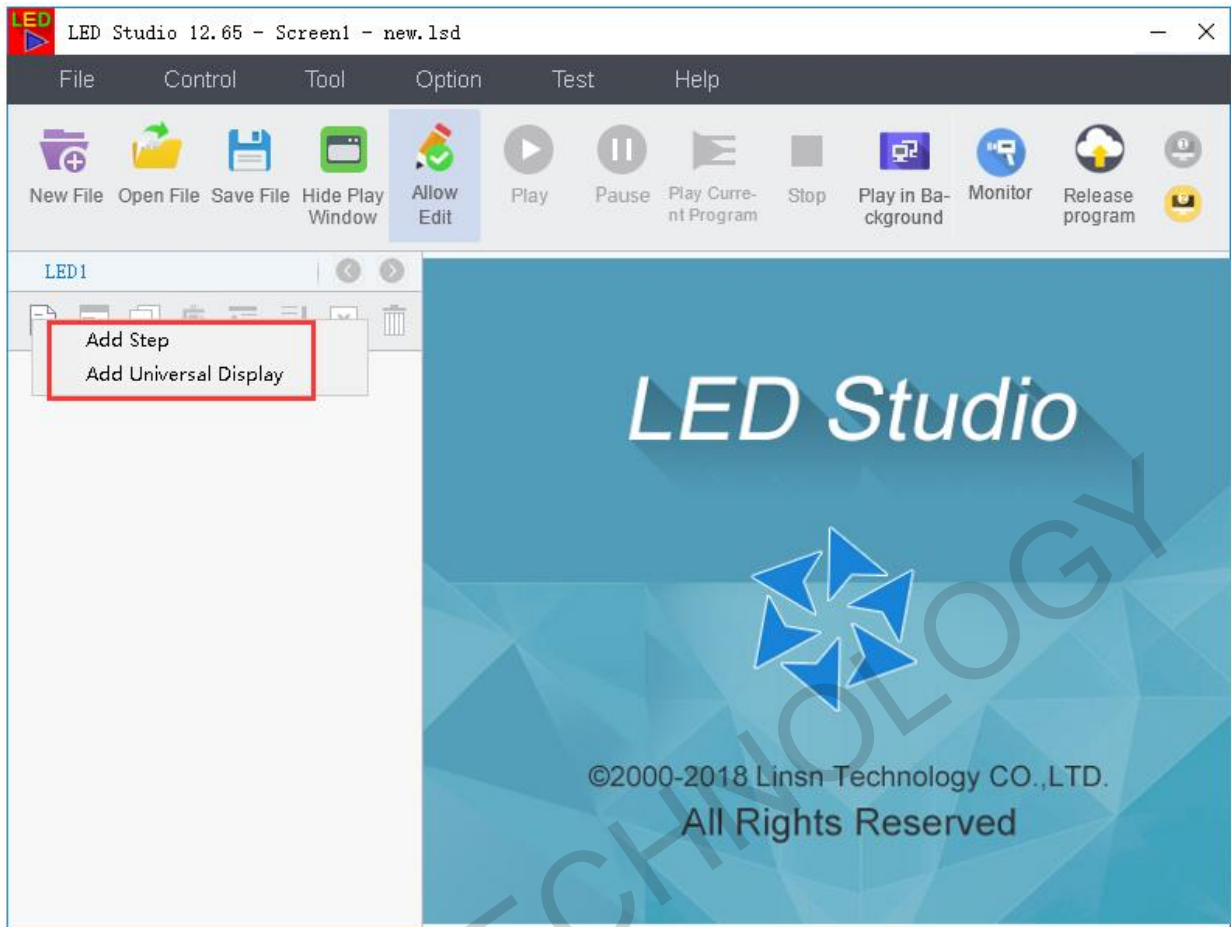 LED
LED Studio 12.65 - Screen1 - new.lsd
File Control Tool Option Test Help
New File Open File Save File Hide Play Window Allow Edit Play Pause Play Curre-nt Program Stop Play in Ba-ckground Monitor Release program
LED1
Add Step
Add Universal Display
LED Studio
©2000-2018 Linsn Technology CO.,LTD.
All Rights Reserved
TECHNOLOGY